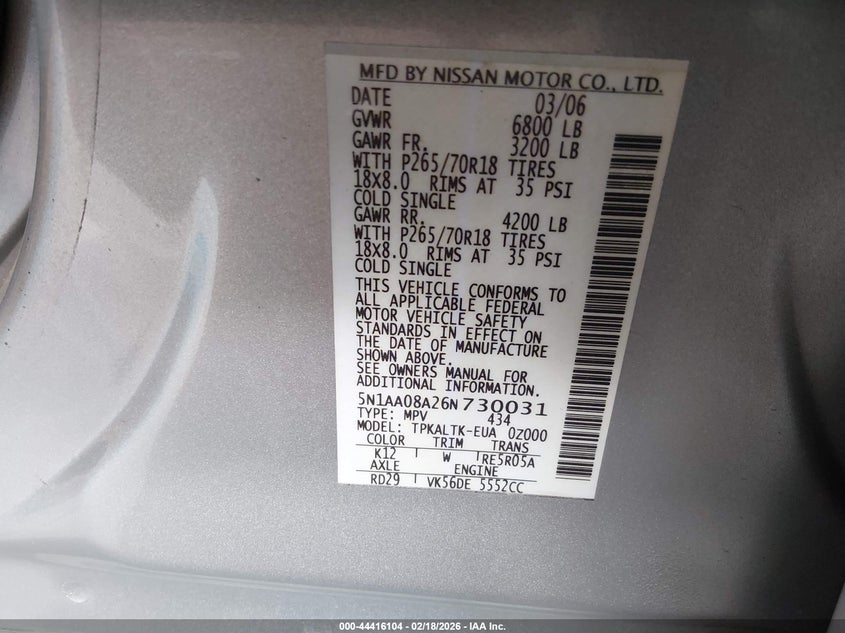 MFD BY NISSAN MOTOR CO., LTD.
DATE 03/06
GVWR 6800 LB
GAWR FR. 3200 LB
WITH P265/70R18 TIRES
18X8.0 RIMS AT 35 PSI
COLD SINGLE
GAWR RR. 4200 LB
WITH P265/70R18 TIRES
18X8.0 RIMS AT 35 PSI
COLD SINGLE
THIS VEHICLE CONFORMS TO
ALL APPLICABLE FEDERAL
MOTOR VEHICLE SAFETY
STANDARDS IN EFFECT ON
THE DATE OF MANUFACTURE
SHOWN ABOVE.
SEE OWNERS MANUAL FOR
ADDITIONAL INFORMATION.
5N1AA08A26N730031
TYPE: MPV 434
MODEL: TPKALTK-EUA 0Z000
COLOR TRIM TRANS
K12 W RE5R05A
AXLE ENGINE
RD29 VK56DE 5552CC
000-44416104 - 02/18/2026 - IAA Inc.